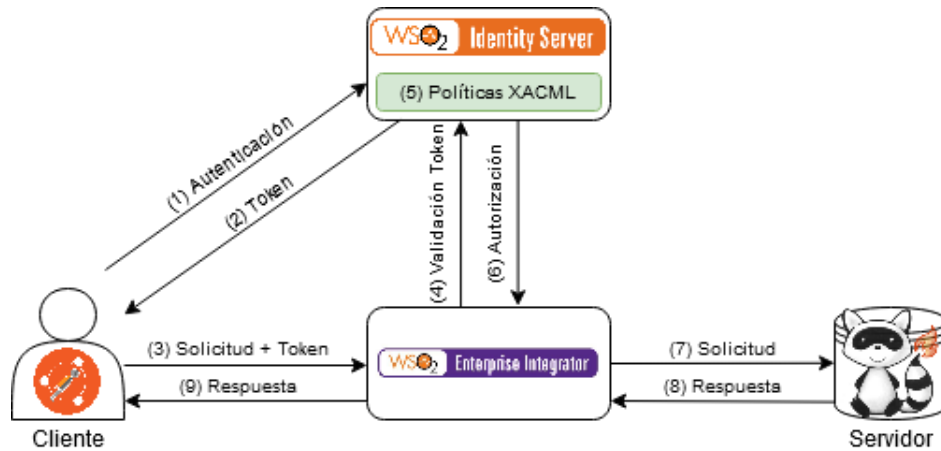 WSO2 Identity Server
(5) Políticas XACML
(1) Autenticación
(2) Token
(4) Validación Token
(6) Autorización
(3) Solicitud + Token
(9) Respuesta
WSO2 Enterprise Integrator
(7) Solicitud
(8) Respuesta
Cliente
Servidor